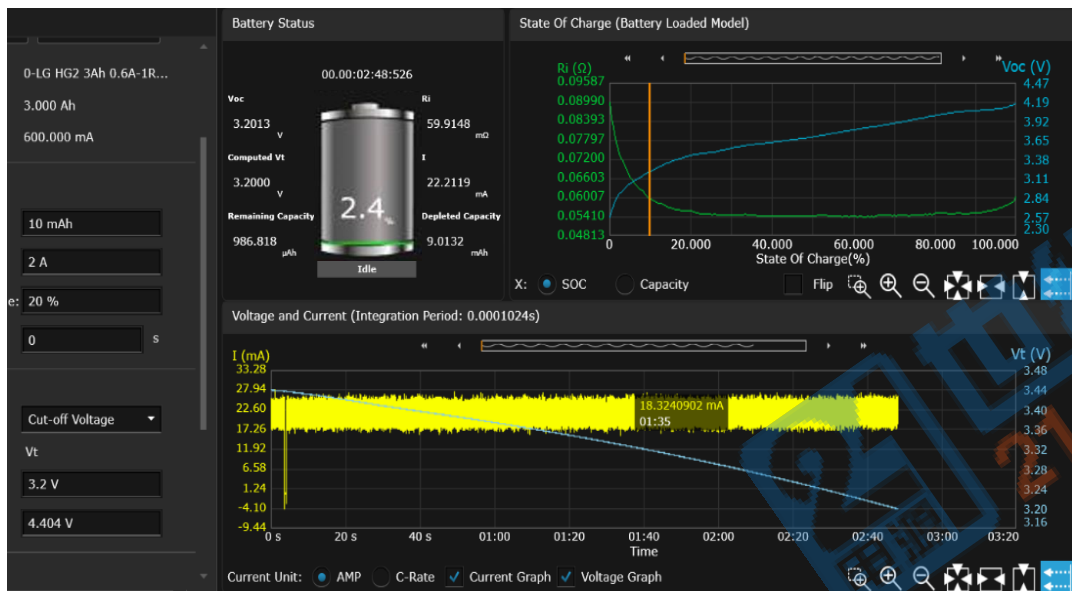 Battery Status
State Of Charge (Battery Loaded Model)
0-LG HG2 3Ah 0.6A-1R...
3.000 Ah
600.000 mA
10 mAh
2 A
e: 20 %
0 s
Cut-off Voltage
Vt
3.2 V
4.404 V
00.00:02:48:526
Voc
3.2013 V
Ri
59.9148 mΩ
Computed Vt
3.2000 V
I
22.2119 mA
2.4%
Remaining Capacity
986.818 μAh
Depleted Capacity
9.0132 mAh
Idle
Ri (Ω)
Voc (V)
0.09587
0.08990
0.08393
0.07797
0.07200
0.06603
0.06007
0.05410
0.04813
4.47
4.19
3.92
3.65
3.38
3.11
2.84
2.57
2.30
0 20.000 40.000 60.000 80.000 100.000
State Of Charge(%)
X: SOC Capacity Flip
Voltage and Current (Integration Period: 0.0001024s)
I (mA)
Vt (V)
33.28
27.94
22.60
17.26
11.92
6.58
1.24
-4.10
-9.44
18.3240902 mA
01:35
3.48
3.44
3.40
3.36
3.32
3.28
3.24
3.20
3.16
0 s 20 s 40 s 01:00 01:20 01:40 02:00 02:20 02:40 03:00 03:20
Time
Current Unit: AMP C-Rate Current Graph Voltage Graph